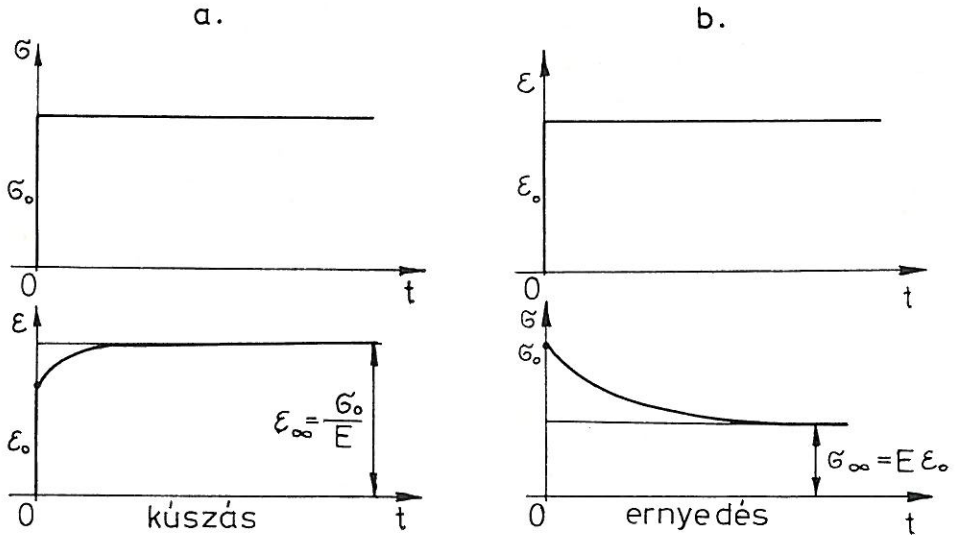 a.
σ
σ₀
0
t
ε
ε₀
ε∞ = σ₀/E
0
kúszás
t
b.
ε
ε₀
0
t
σ
σ₀
σ∞ = E ε₀
0
ernyedés
t